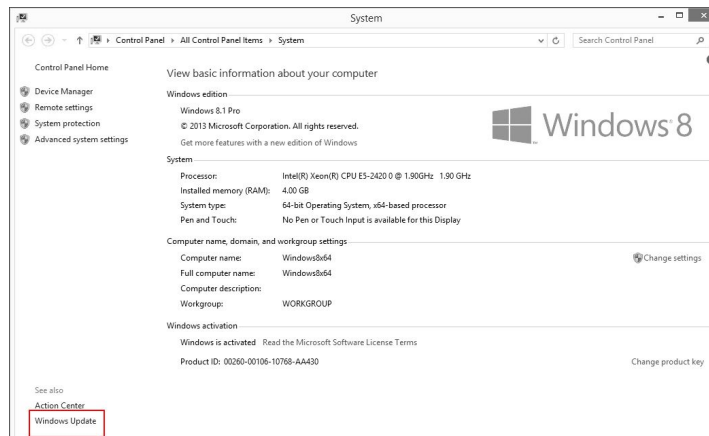 System
Control Panel ▸ All Control Panel Items ▸ System
Search Control Panel
Control Panel Home
Device Manager
Remote settings
System protection
Advanced system settings
See also
Action Center
Windows Update
View basic information about your computer
Windows edition
Windows 8.1 Pro
© 2013 Microsoft Corporation. All rights reserved.
Get more features with a new edition of Windows
Windows 8
System
Processor: Intel(R) Xeon(R) CPU E5-2420 0 @ 1.90GHz 1.90 GHz
Installed memory (RAM): 4.00 GB
System type: 64-bit Operating System, x64-based processor
Pen and Touch: No Pen or Touch Input is available for this Display
Computer name, domain, and workgroup settings
Computer name: Windows8x64
Change settings
Full computer name: Windows8x64
Computer description:
Workgroup: WORKGROUP
Windows activation
Windows is activated Read the Microsoft Software License Terms
Product ID: 00260-00106-10768-AA430
Change product key